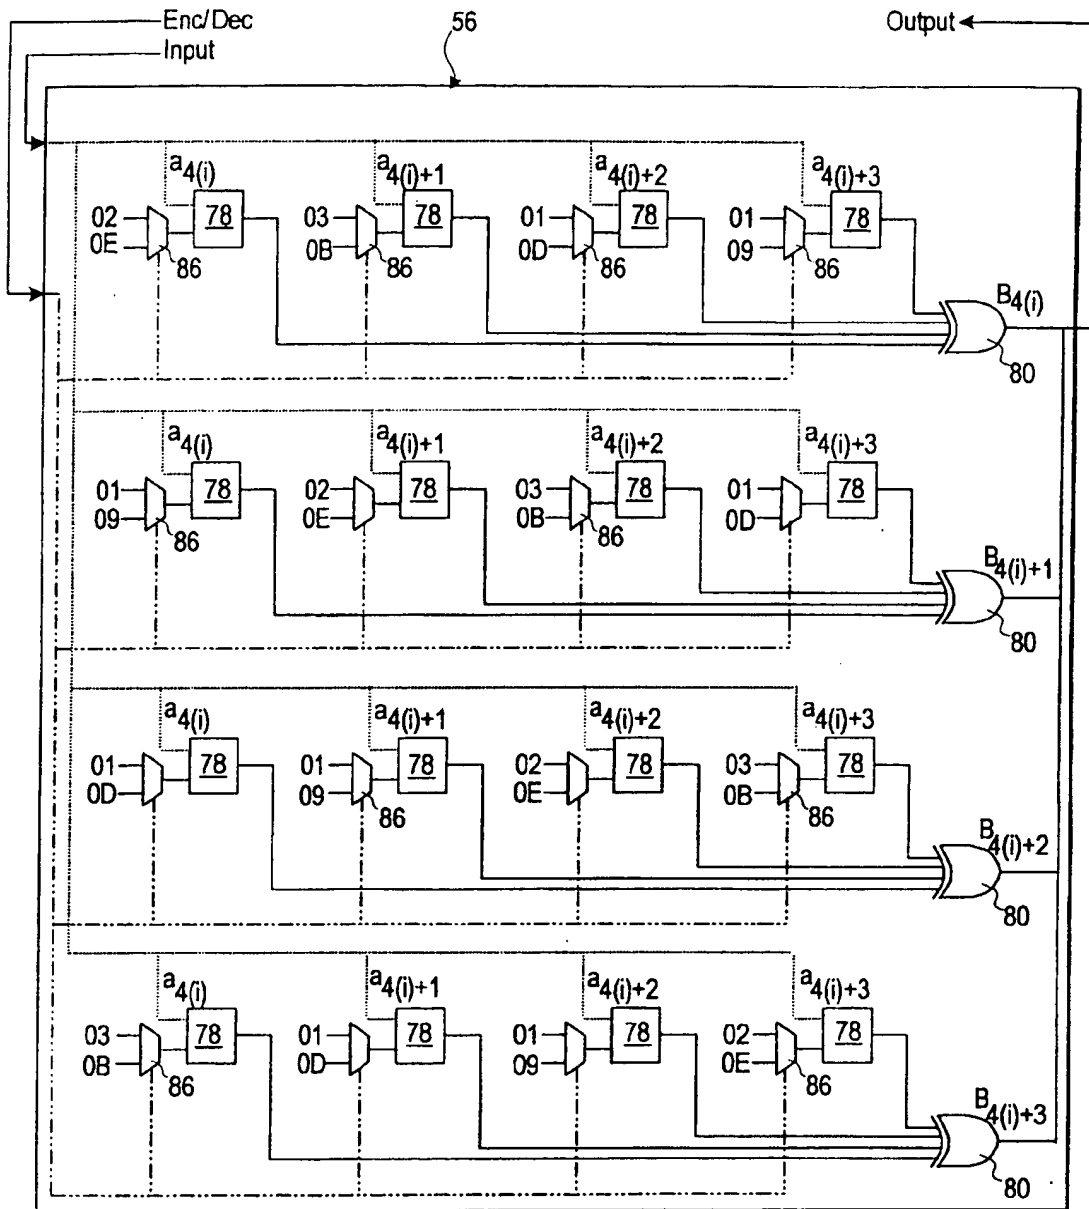 Enc/Dec
Input
56
Output
a4(i) a4(i)+1 a4(i)+2 a4(i)+3
02 78 03 78 01 78 01 78
0E 86 0B 86 0D 86 09 86
B4(i)
80
a4(i) a4(i)+1 a4(i)+2 a4(i)+3
01 78 02 78 03 78 01 78
09 86 0E 0B 86 0D
B4(i)+1
80
a4(i) a4(i)+1 a4(i)+2 a4(i)+3
01 78 01 78 02 78 03 78
0D 09 86 0E 0B 86
B4(i)+2
80
a4(i) a4(i)+1 a4(i)+2 a4(i)+3
03 78 01 78 01 78 02 78
0B 86 0D 09 0E 86
B4(i)+3
80